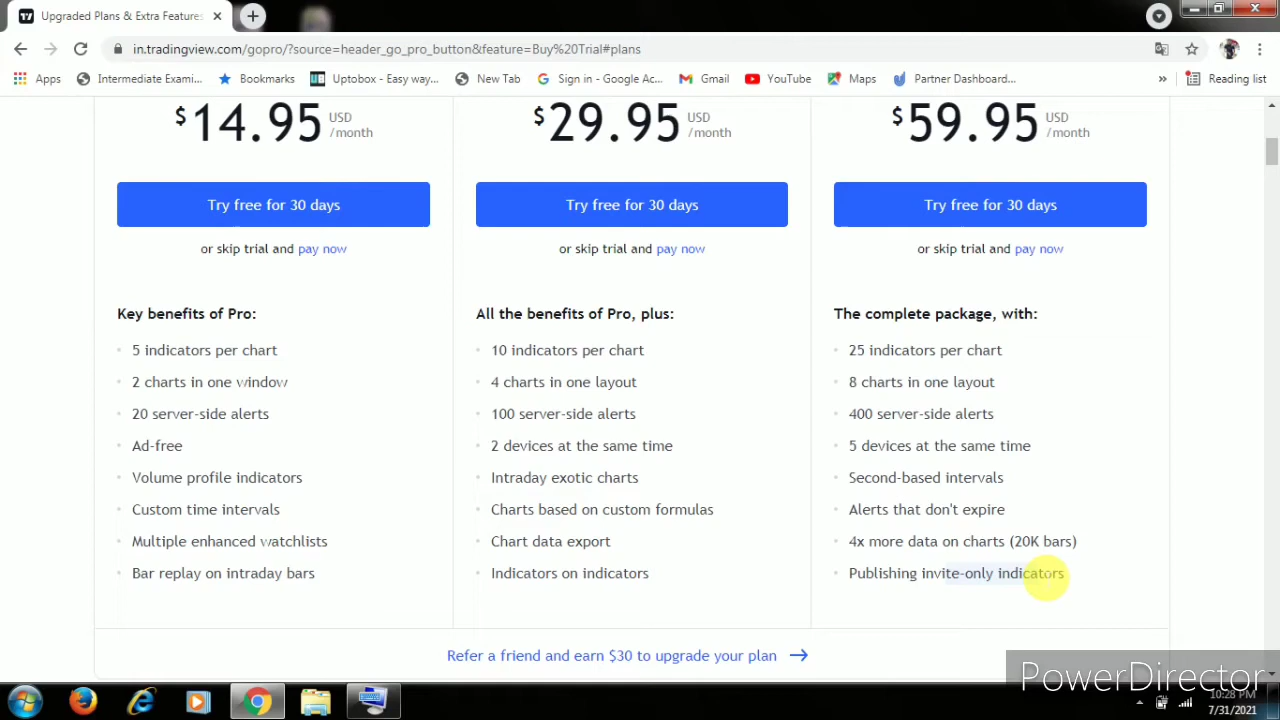 Upgraded Plans & Extra Features
in.tradingview.com/gopro/?source=header_go_pro_button&feature=Buy%20Trial#plans
Apps Intermediate Exami... Bookmarks Uptobox - Easy way... New Tab Sign in - Google Ac... Gmail YouTube Maps Partner Dashboard... » Reading list
$14.95 USD /month
$29.95 USD /month
$59.95 USD /month
Try free for 30 days
Try free for 30 days
Try free for 30 days
or skip trial and pay now
or skip trial and pay now
or skip trial and pay now
Key benefits of Pro:
5 indicators per chart
2 charts in one window
20 server-side alerts
Ad-free
Volume profile indicators
Custom time intervals
Multiple enhanced watchlists
Bar replay on intraday bars
All the benefits of Pro, plus:
10 indicators per chart
4 charts in one layout
100 server-side alerts
2 devices at the same time
Intraday exotic charts
Charts based on custom formulas
Chart data export
Indicators on indicators
The complete package, with:
25 indicators per chart
8 charts in one layout
400 server-side alerts
5 devices at the same time
Second-based intervals
Alerts that don't expire
4x more data on charts (20K bars)
Publishing invite-only indicators
Refer a friend and earn $30 to upgrade your plan →
PowerDirector
10:28 PM
7/31/2021